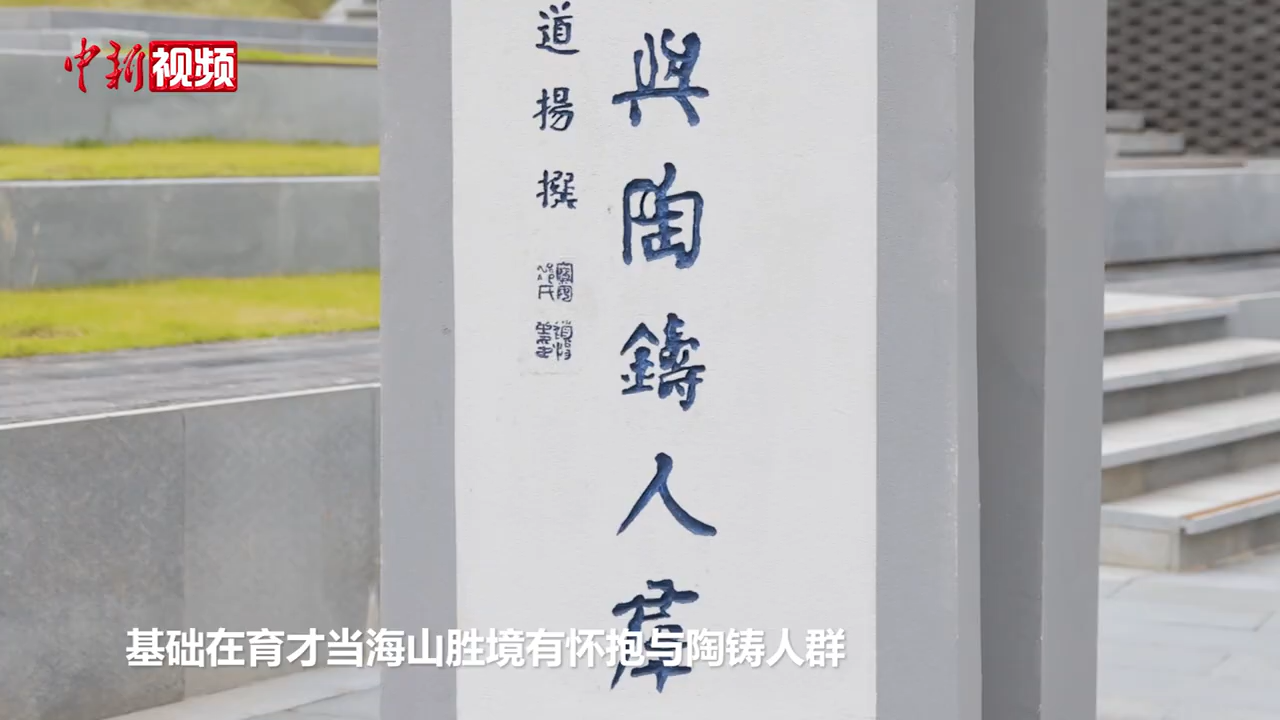 中新视频
與陶鑄人群
道揚撰
基础在育才当海山胜境有怀抱与陶铸人群